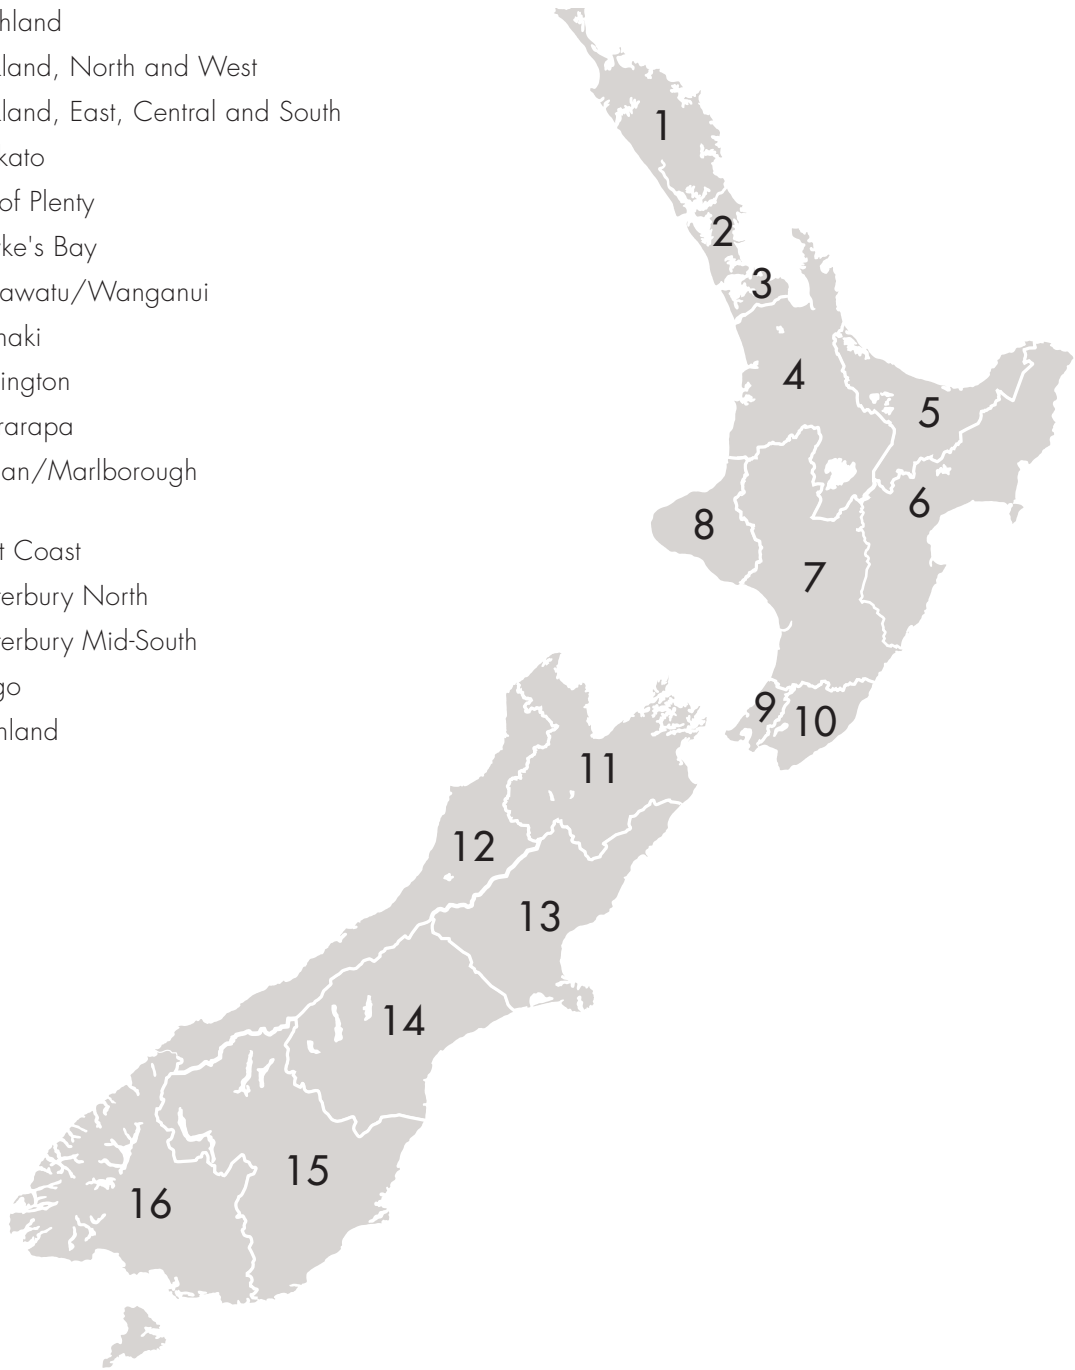 hland
land, North and West
land, East, Central and South
kato
of Plenty
ke's Bay
awatu/Wanganui
naki
ington
rarapa
an/Marlborough
t Coast
erbury North
erbury Mid-South
go
nland
1
2
3
4
5
6
8
7
9 10
11
12
13
14
15
16